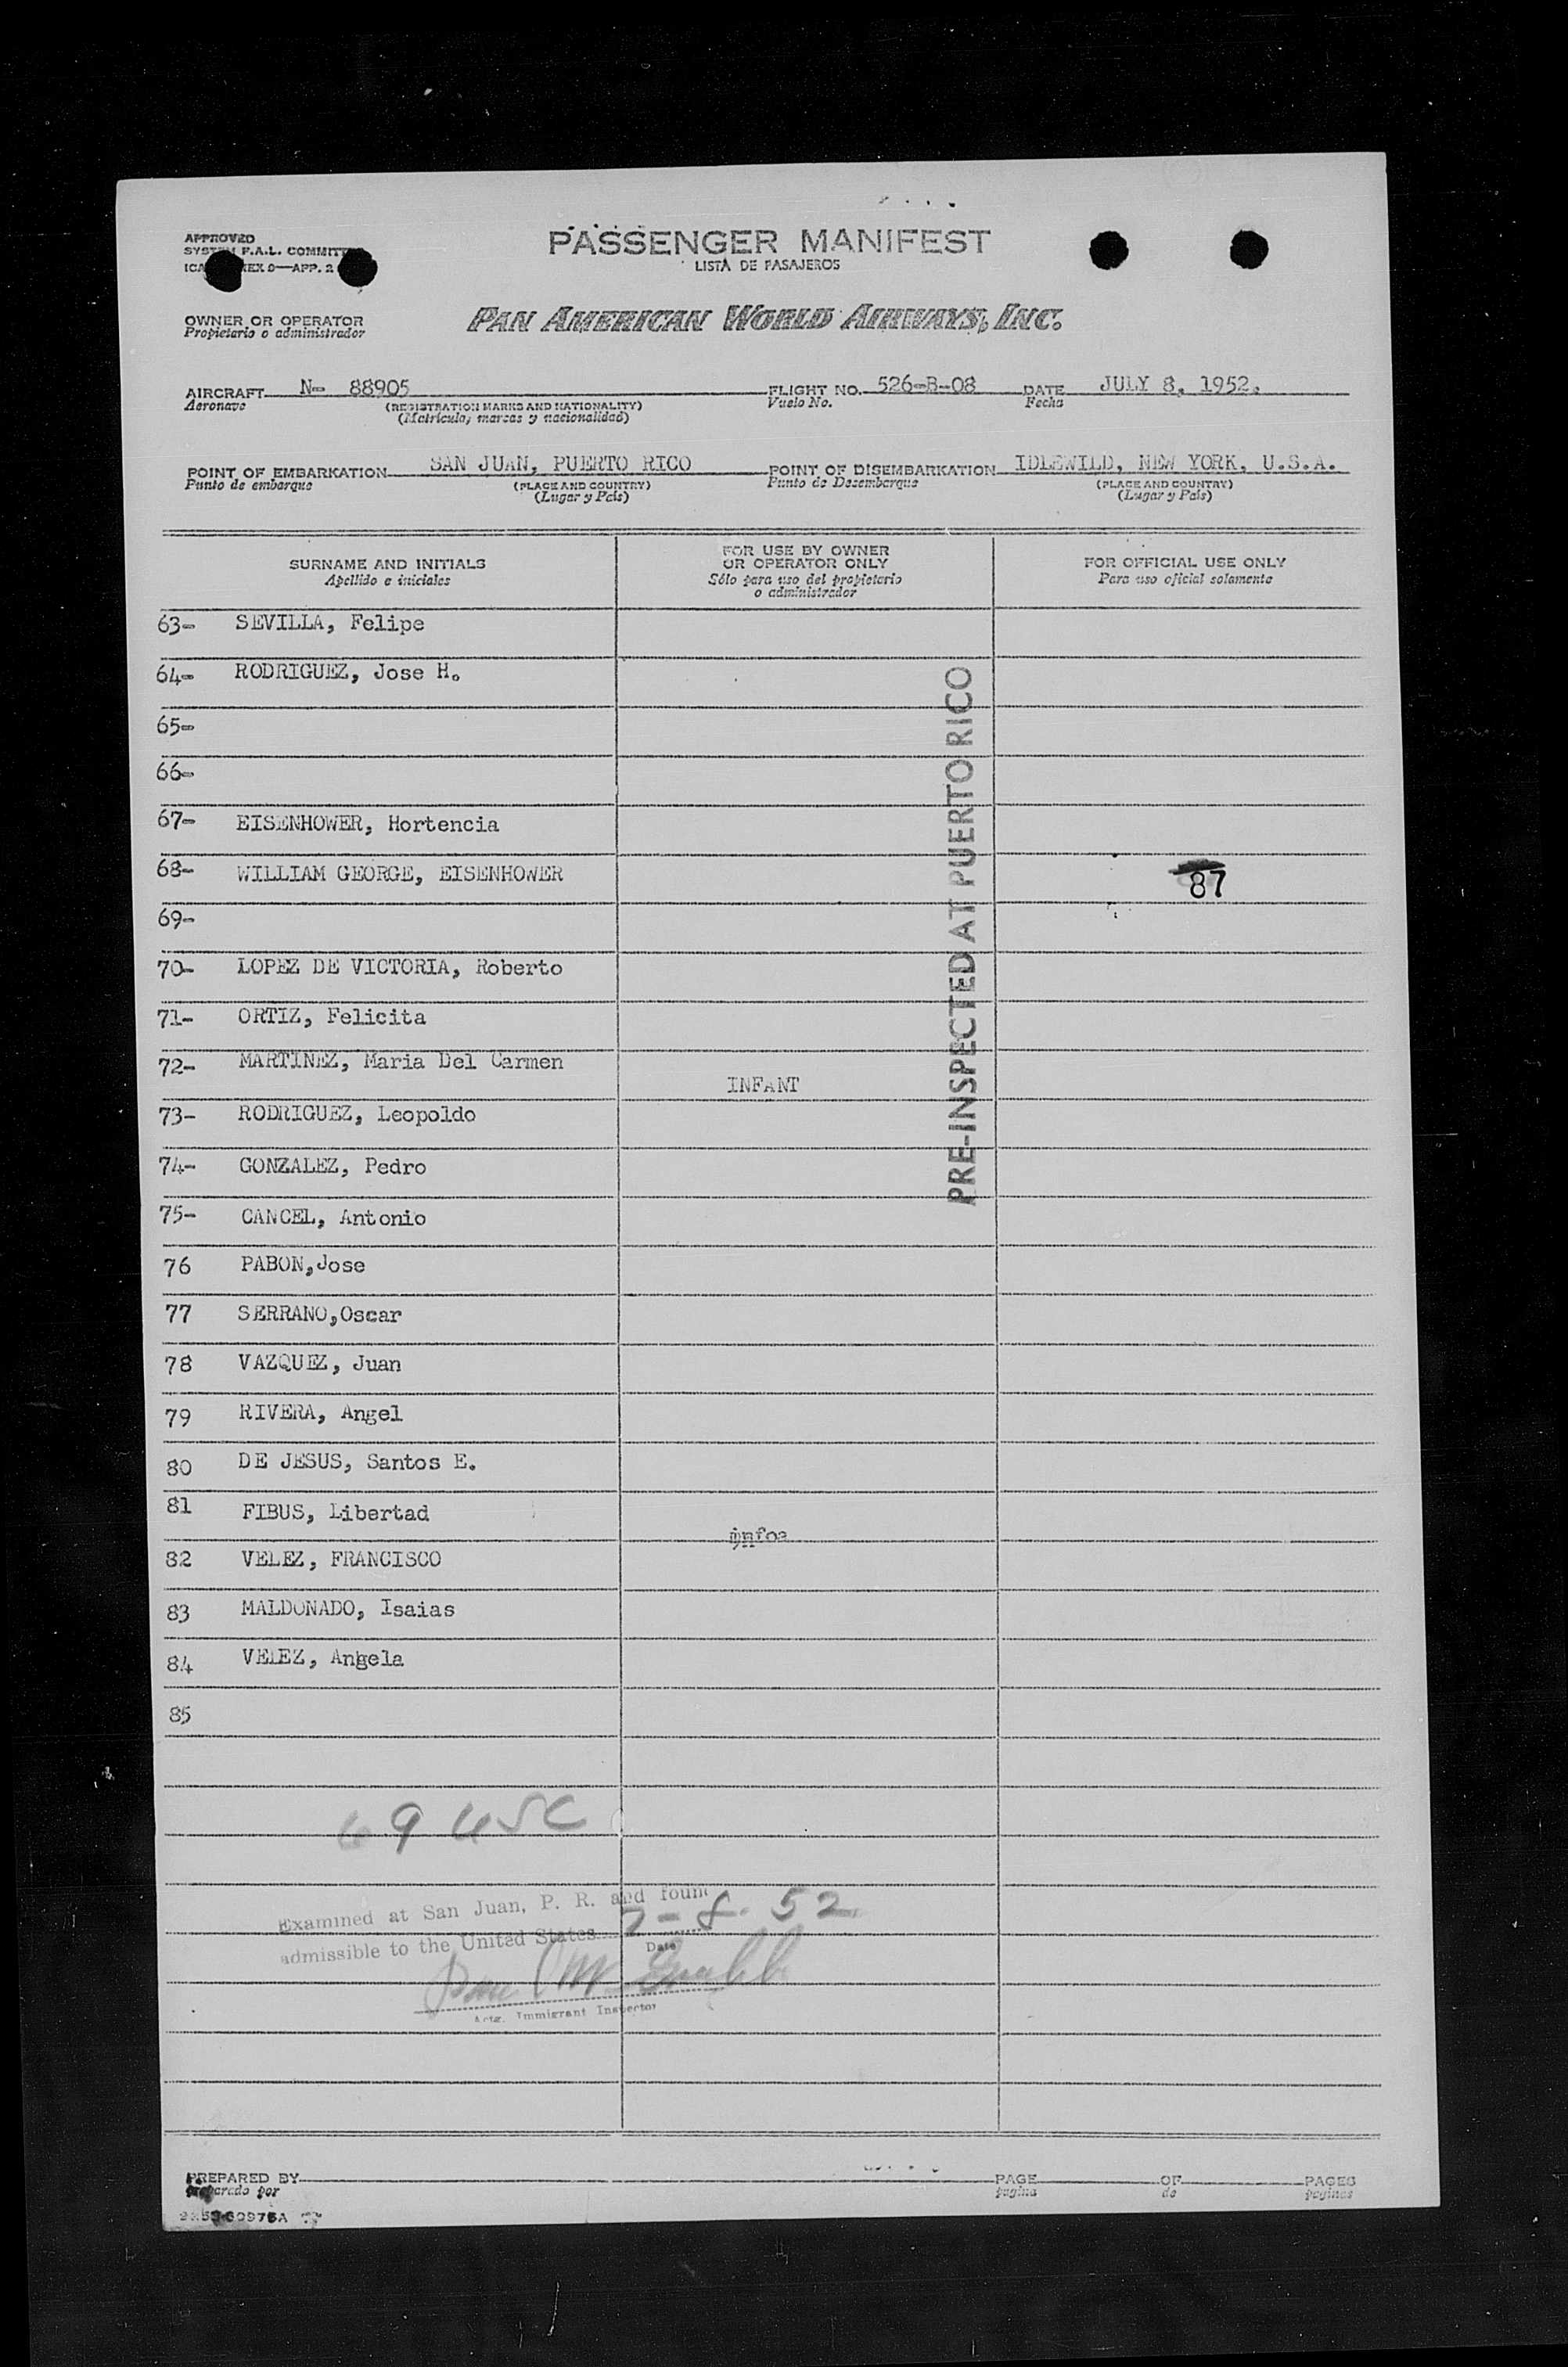 APPROVED
SYSTEM F.A.L. COMMITTEE
EX 9—APP. 2
PASSENGER MANIFEST
LISTA DE PASAJEROS
OWNER OR OPERATOR
Propietario o administrador
PAN AMERICAN WORLD AIRWAYS, INC.
AIRCRAFT N- 88905 FLIGHT NO. 526-B-08 DATE JULY 8, 1952.
Aeronave (REGISTRATION MARKS AND NATIONALITY) Vuelo No. Fecha
(Matrícula, marcas y nacionalidad)
POINT OF EMBARKATION SAN JUAN, PUERTO RICO POINT OF DISEMBARKATION IDLEWILD, NEW YORK, U.S.A.
Punto de embarque (PLACE AND COUNTRY) Punto de Desembarque (PLACE AND COUNTRY)
(Lugar y País) (Lugar y País)
SURNAME AND INITIALS
Apellido e iniciales
FOR USE BY OWNER
OR OPERATOR ONLY
Sólo para uso del propietario
o administrador
FOR OFFICIAL USE ONLY
Para uso oficial solamente
63- SEVILLA, Felipe
64- RODRIGUEZ, Jose H.
65-
66-
67- EISENHOWER, Hortencia
68- WILLIAM GEORGE, EISENHOWER 87
69-
70- LOPEZ DE VICTORIA, Roberto
71- ORTIZ, Felicita
72- MARTINEZ, Maria Del Carmen
INFANT
73- RODRIGUEZ, Leopoldo
74- GONZALEZ, Pedro
75- CANCEL, Antonio
76 PABON,Jose
77 SERRANO,Oscar
78 VAZQUEZ, Juan
79 RIVERA, Angel
80 DE JESUS, Santos E.
81 FIBUS, Libertad
82 VELEZ, FRANCISCO
83 MALDONADO, Isaias
84 VELEZ, Angela
85
PRE-INSPECTED AT PUERTO RICO
69 USC
Examined at San Juan, P. R. and found
admissible to the United States 7-8-52
Date
Actg. Immigrant Inspector
PREPARED BY PAGE OF PAGES
preparado por pagina de paginas